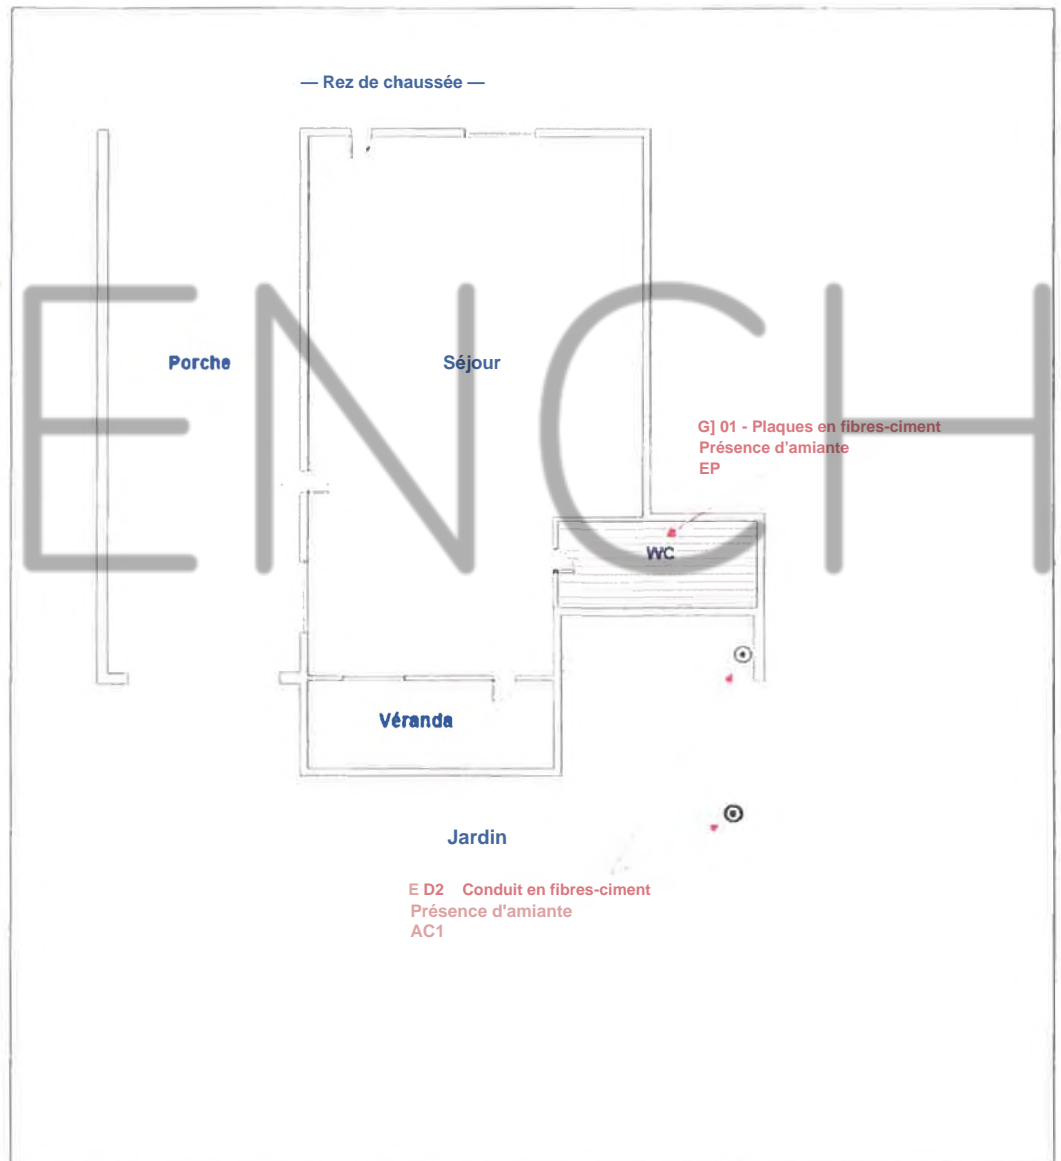 — Rez de chaussée —
ENCH
Porche
Séjour
G] 01 - Plaques en fibres-ciment
Présence d'amiante
EP
WC
Véranda
Jardin
E D2 Conduit en fibres-ciment
Présence d'amiante
AC1